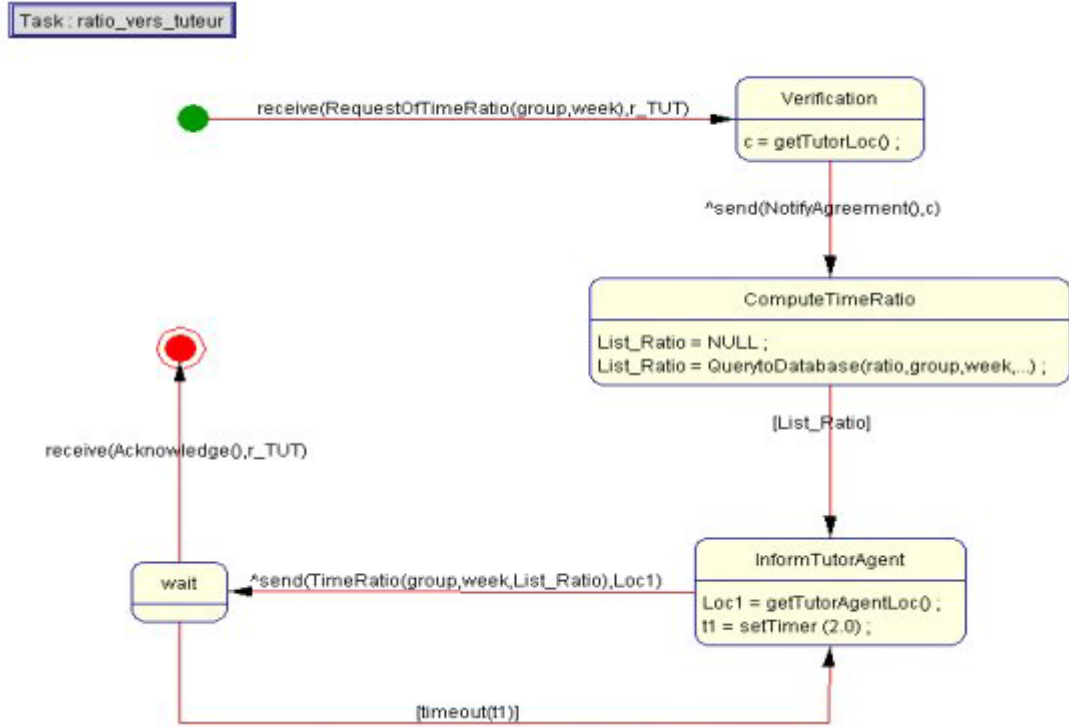 Task : ratio_vers_tuteur
receive(RequestOfTimeRatio(group,week),r_TUT)
Verification
c = getTutorLoc() ;
^send(NotifyAgreement(),c)
ComputeTimeRatio
List_Ratio = NULL ;
List_Ratio = QuerytoDatabase(ratio,group,week,...) ;
[List_Ratio]
receive(Acknowledge(),r_TUT)
InformTutorAgent
Loc1 = getTutorAgentLoc() ;
t1 = setTimer (2.0) ;
^send(TimeRatio(group,week,List_Ratio),Loc1)
wait
[timeout(t1)]